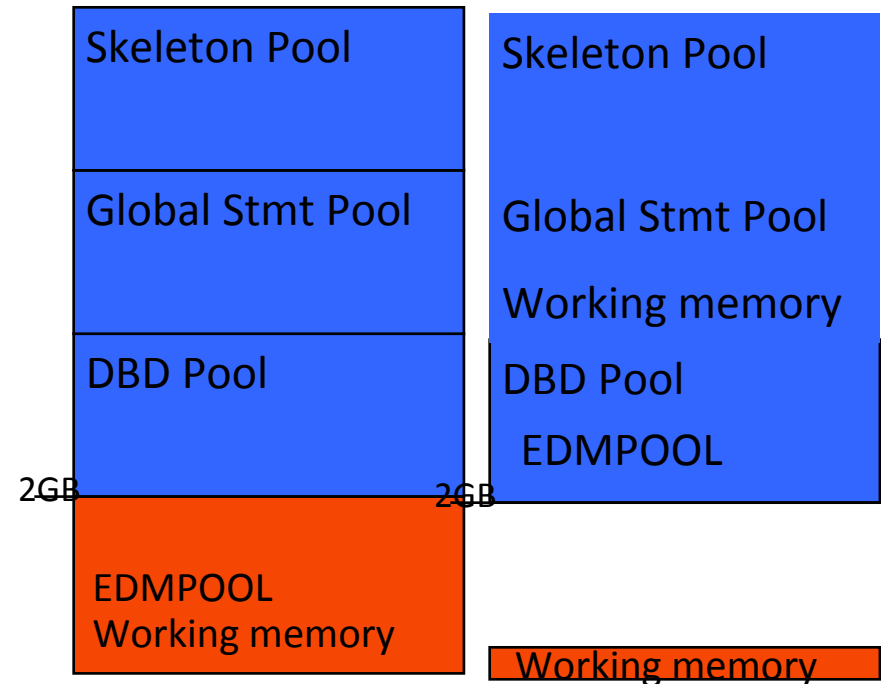 Skeleton Pool
Global Stmt Pool
DBD Pool
2GB
EDMPOOL
Working memory
Skeleton Pool
Global Stmt Pool
Working memory
DBD Pool
EDMPOOL
2GB
Working memory